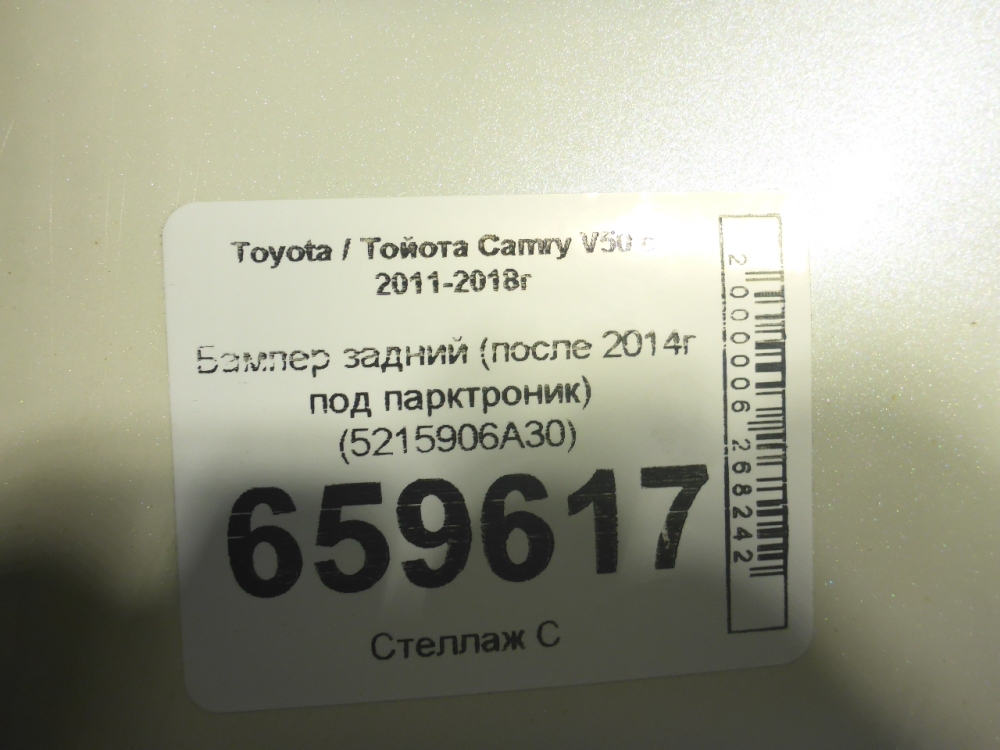 Toyota / Тойота Camry V50 с
2011-2018г
Бампер задний (после 2014г
под парктроник)
(5215906A30)
659617
Стеллаж С
2000006268242